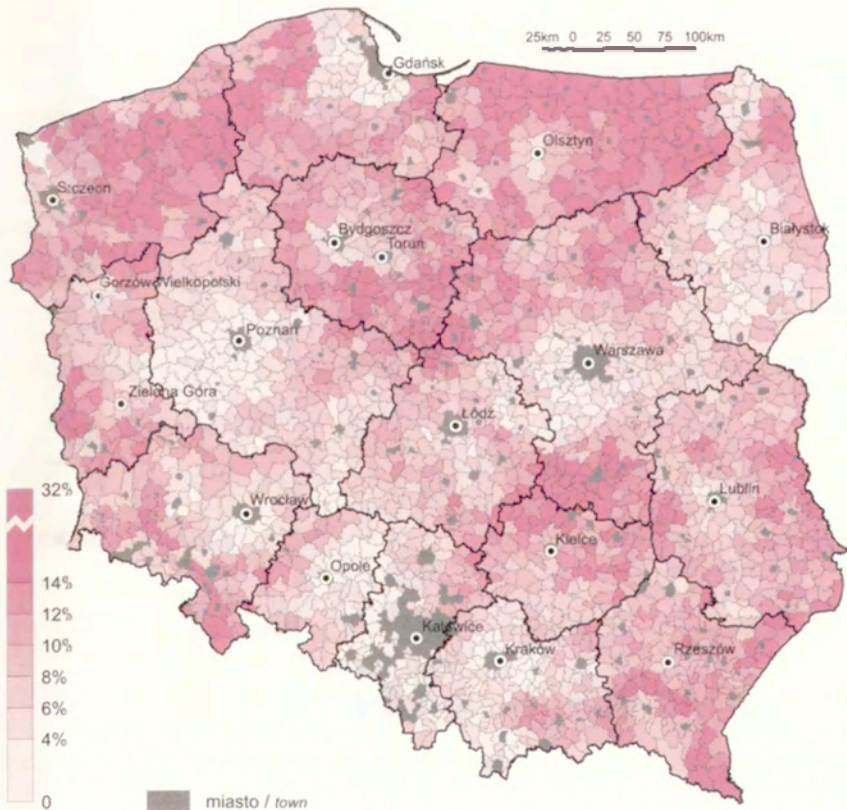 25km 0 25 50 75 100km
Gdańsk
Olsztyn
Szczecin
Bydgoszcz
Toruń
Białystok
Gorzów Wielkopolski
Poznań
Warszawa
Zielona Góra
Łódź
32%
Wrocław
Lublin
Kielce
Opole
14%
12%
Katowice
Kraków
Rzeszów
10%
8%
6%
4%
0
miasto / town